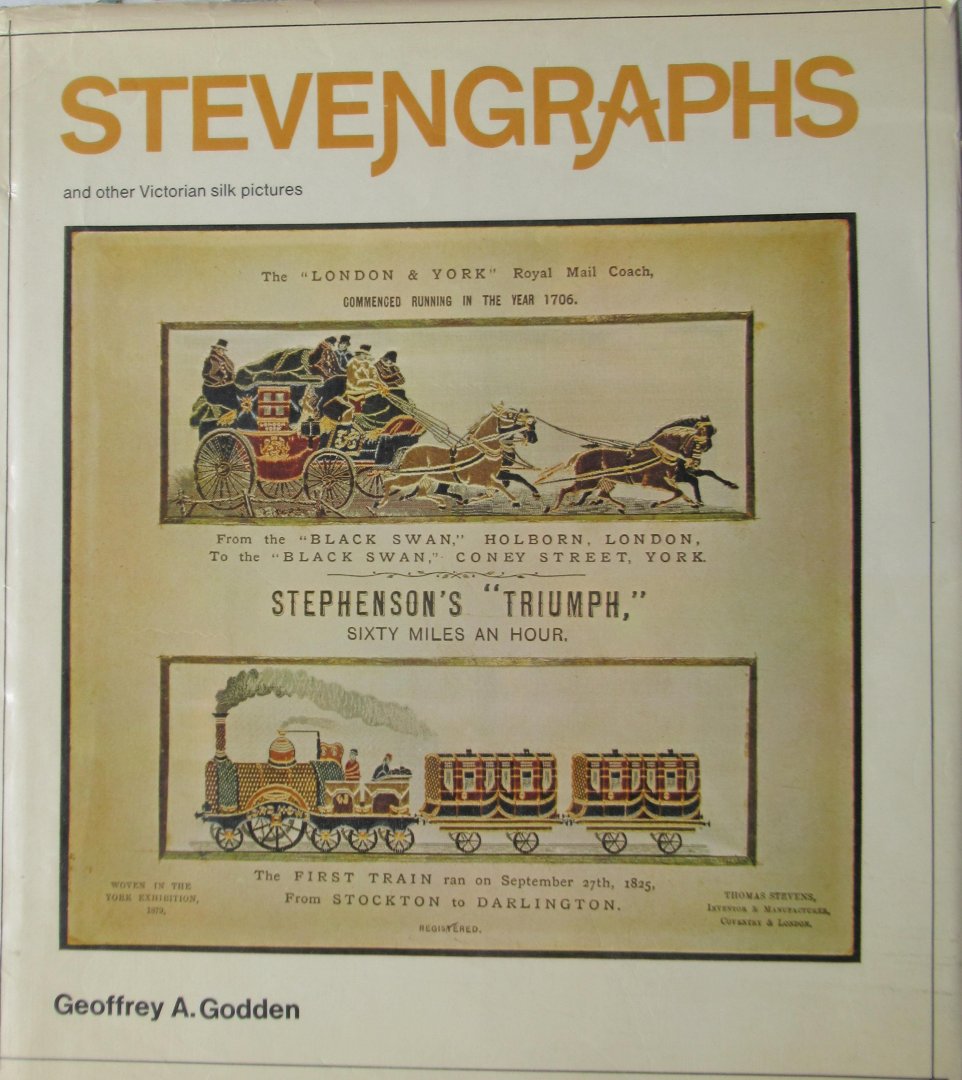 STEVENGRAPHS
and other Victorian silk pictures
The "LONDON & YORK" Royal Mail Coach,
COMMENCED RUNNING IN THE YEAR 1706.
From the "BLACK SWAN," HOLBORN, LONDON,
To the "BLACK SWAN," CONEY STREET, YORK.
STEPHENSON'S "TRIUMPH,"
SIXTY MILES AN HOUR.
The FIRST TRAIN ran on September 27th, 1825,
From STOCKTON to DARLINGTON.
WOVEN IN THE
YORK EXHIBITION,
1879,
THOMAS STEVENS,
INVENTOR & MANUFACTURER,
COVENTRY & LONDON.
REGISTERED.
Geoffrey A. Godden